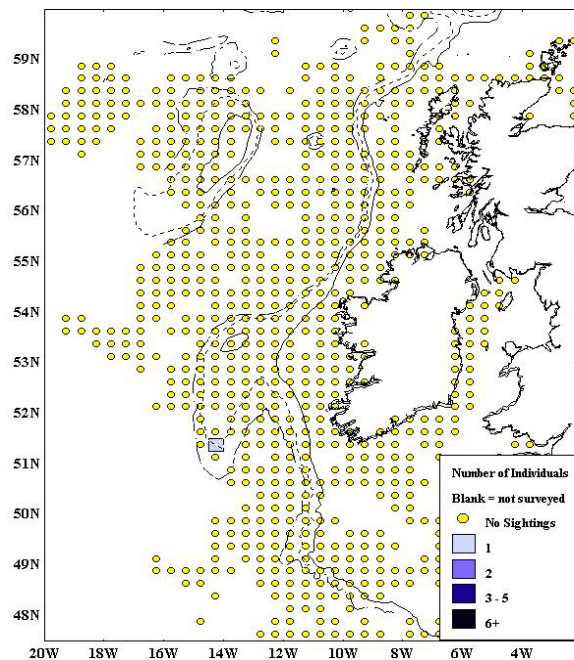 59N
58N
57N
56N
55N
54N
53N
52N
51N
50N
49N
48N
20W 18W 16W 14W 12W 10W 8W 6W 4W
Number of Individuals
Blank = not surveyed
No Sightings
1
2
3 - 5
6+